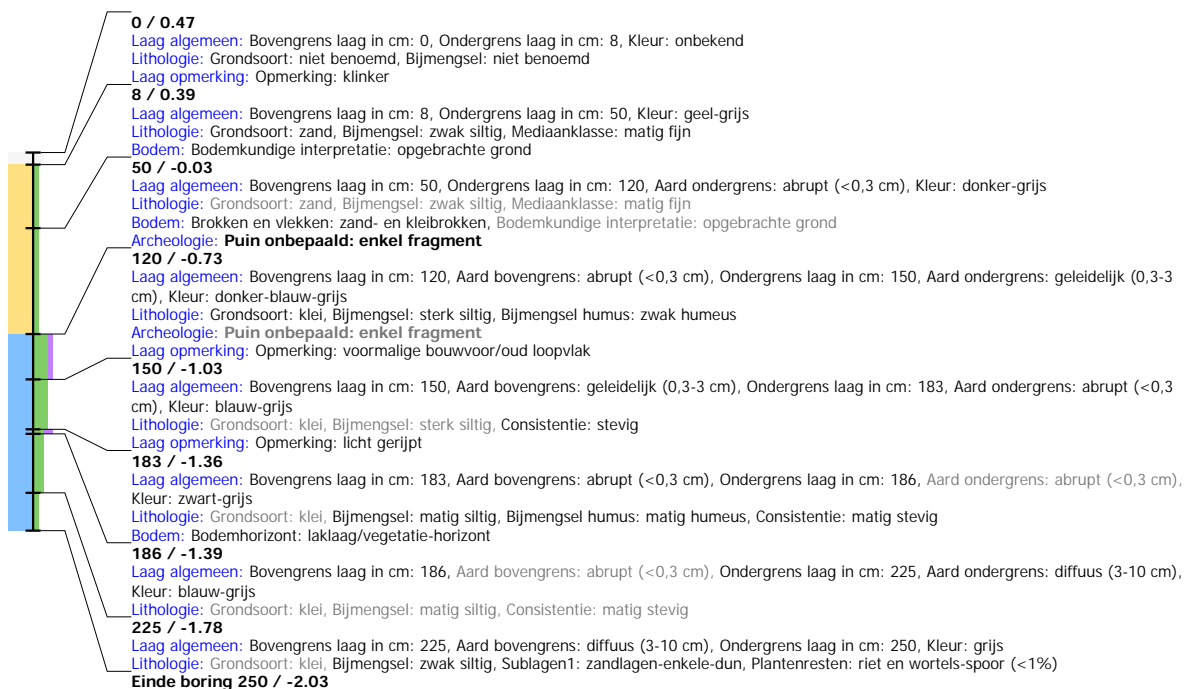 0 / 0.47
Laag algemeen: Bovengrens laag in cm: 0, Ondergrens laag in cm: 8, Kleur: onbekend
Lithologie: Grondsoort: niet benoemd, Bijmengsel: niet benoemd
Laag opmerking: Opmerking: klinker
8 / 0.39
Laag algemeen: Bovengrens laag in cm: 8, Ondergrens laag in cm: 50, Kleur: geel-grijs
Lithologie: Grondsoort: zand, Bijmengsel: zwak siltig, Mediaanklasse: matig fijn
Bodem: Bodemkundige interpretatie: opgebrachte grond
50 / -0.03
Laag algemeen: Bovengrens laag in cm: 50, Ondergrens laag in cm: 120, Aard ondergrens: abrupt (<0,3 cm), Kleur: donker-grijs
Lithologie: Grondsoort: zand, Bijmengsel: zwak siltig, Mediaanklasse: matig fijn
Bodem: Brokken en vlekken: zand- en kleibrokken, Bodemkundige interpretatie: opgebrachte grond
Archeologie: Puin onbepaald: enkel fragment
120 / -0.73
Laag algemeen: Bovengrens laag in cm: 120, Aard bovengrens: abrupt (<0,3 cm), Ondergrens laag in cm: 150, Aard ondergrens: geleidelijk (0,3-3
cm), Kleur: donker-blauw-grijs
Lithologie: Grondsoort: klei, Bijmengsel: sterk siltig, Bijmengsel humus: zwak humeus
Archeologie: Puin onbepaald: enkel fragment
Laag opmerking: Opmerking: voormalige bouwvoor/oud loopvlak
150 / -1.03
Laag algemeen: Bovengrens laag in cm: 150, Aard bovengrens: geleidelijk (0,3-3 cm), Ondergrens laag in cm: 183, Aard ondergrens: abrupt (<0,3
cm), Kleur: blauw-grijs
Lithologie: Grondsoort: klei, Bijmengsel: sterk siltig, Consistentie: stevig
Laag opmerking: Opmerking: licht gerijpt
183 / -1.36
Laag algemeen: Bovengrens laag in cm: 183, Aard bovengrens: abrupt (<0,3 cm), Ondergrens laag in cm: 186, Aard ondergrens: abrupt (<0,3 cm),
Kleur: zwart-grijs
Lithologie: Grondsoort: klei, Bijmengsel: matig siltig, Bijmengsel humus: matig humeus, Consistentie: matig stevig
Bodem: Bodemhorizont: laklaag/vegetatie-horizont
186 / -1.39
Laag algemeen: Bovengrens laag in cm: 186, Aard bovengrens: abrupt (<0,3 cm), Ondergrens laag in cm: 225, Aard ondergrens: diffuus (3-10 cm),
Kleur: blauw-grijs
Lithologie: Grondsoort: klei, Bijmengsel: matig siltig, Consistentie: matig stevig
225 / -1.78
Laag algemeen: Bovengrens laag in cm: 225, Aard bovengrens: diffuus (3-10 cm), Ondergrens laag in cm: 250, Kleur: grijs
Lithologie: Grondsoort: klei, Bijmengsel: zwak siltig, Sublagen1: zandlagen-enkele-dun, Plantenresten: riet en wortels-spoor (<1%)
Einde boring 250 / -2.03